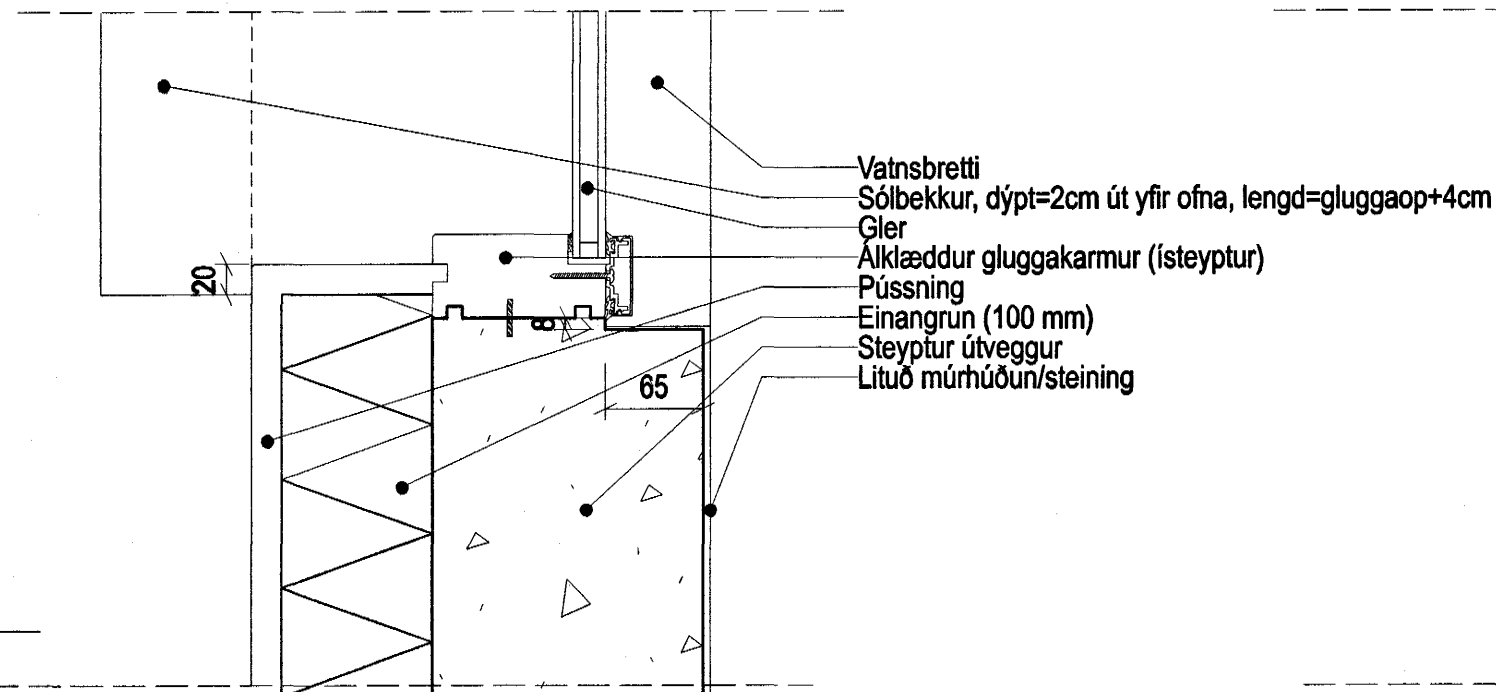 Vatnsbretti
Sólbekkur, dýpt=2cm út yfir ofna, lengd=gluggaop+4cm
Gler
Álklæddur gluggakarmur (ísteyptur)
Pússning
Einangrun (100 mm)
Steyptur útveggur
Lituð múrhúðun/steining
20
8
65